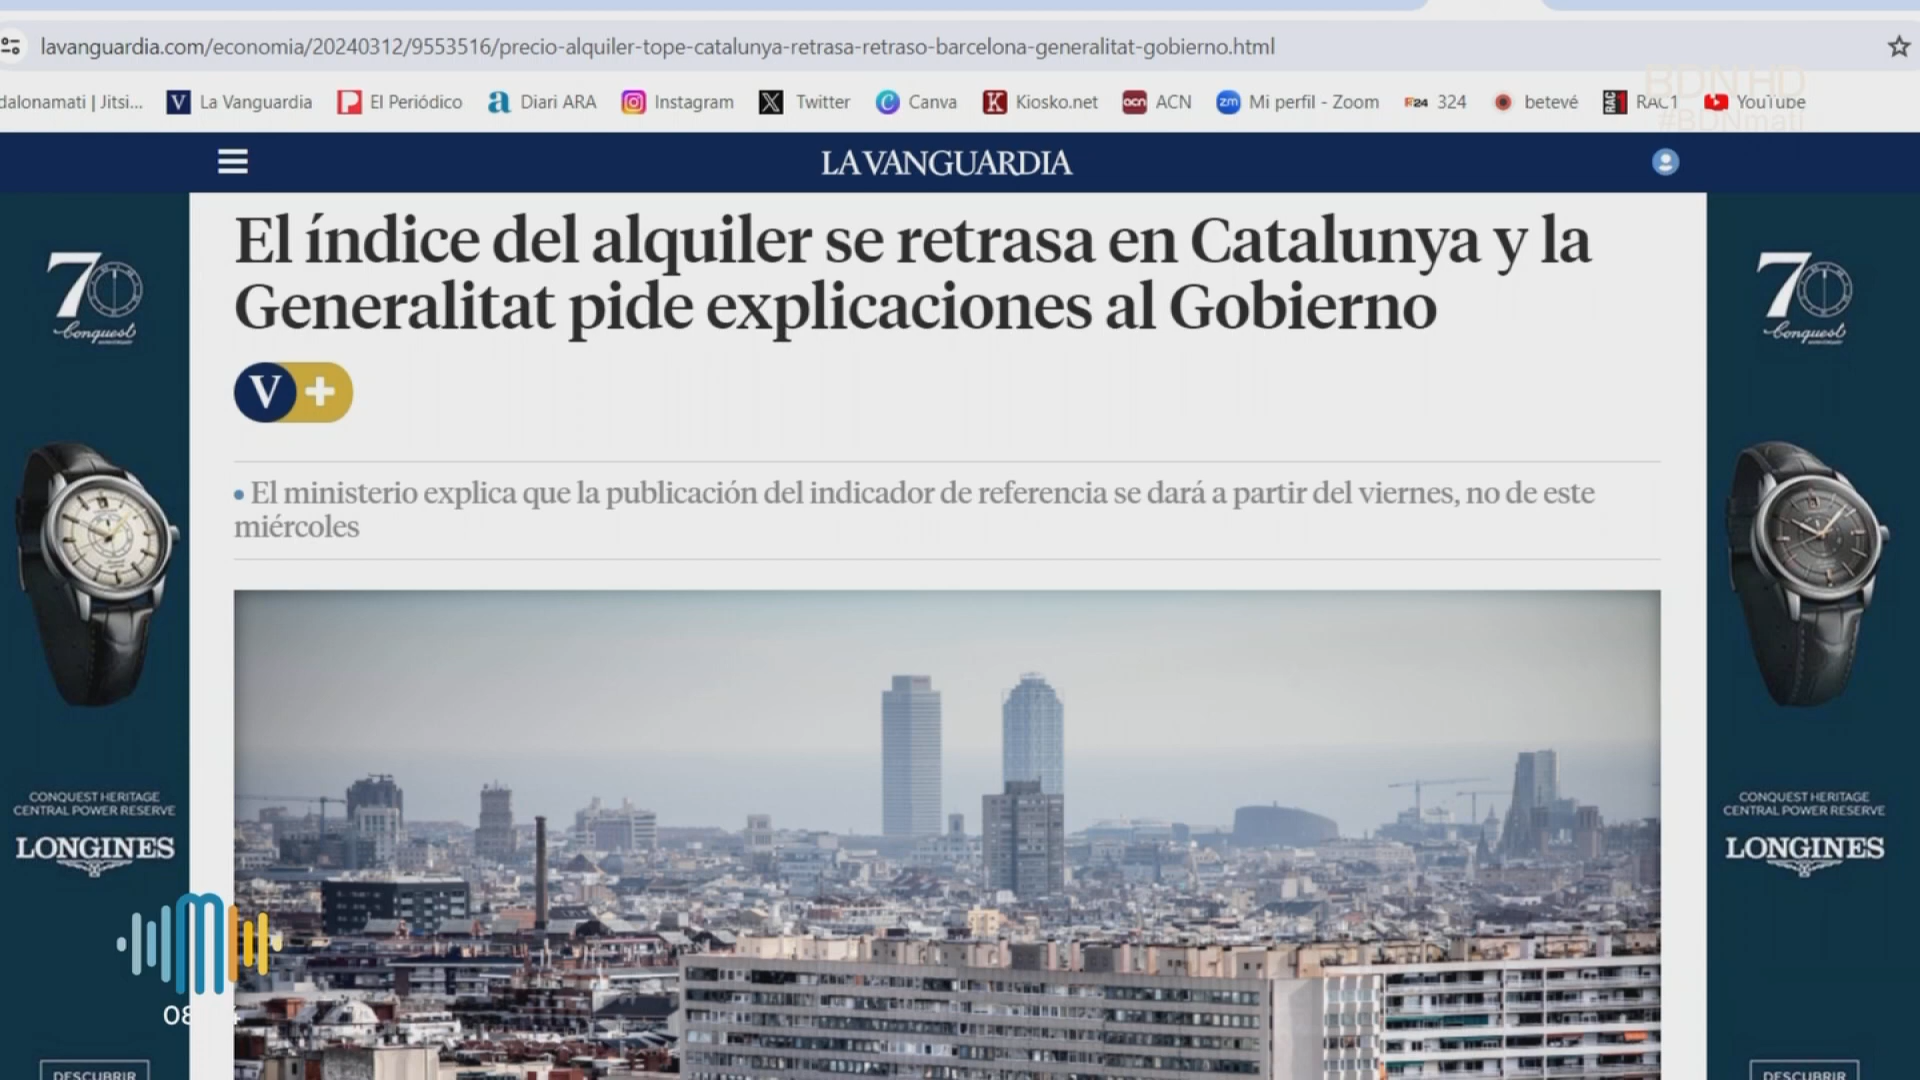 lavanguardia.com/economia/20240312/9553516/precio-alquiler-tope-catalunya-retrasa-retraso-barcelona-generalitat-gobierno.html
dalonamati | Jitsi... La Vanguardia El Periódico Diari ARA Instagram Twitter Canva Kiosko.net ACN Mi perfil - Zoom 324 betevé RAC1 YouTube
BDN HD
#BDNmatí
LA VANGUARDIA
El índice del alquiler se retrasa en Catalunya y la
Generalitat pide explicaciones al Gobierno
V+
• El ministerio explica que la publicación del indicador de referencia se dará a partir del viernes, no de este
miércoles
70
Conquest
CONQUEST HERITAGE
CENTRAL POWER RESERVE
LONGINES
DESCUBRIR
70
Conquest
CONQUEST HERITAGE
CENTRAL POWER RESERVE
LONGINES
DESCUBRIR